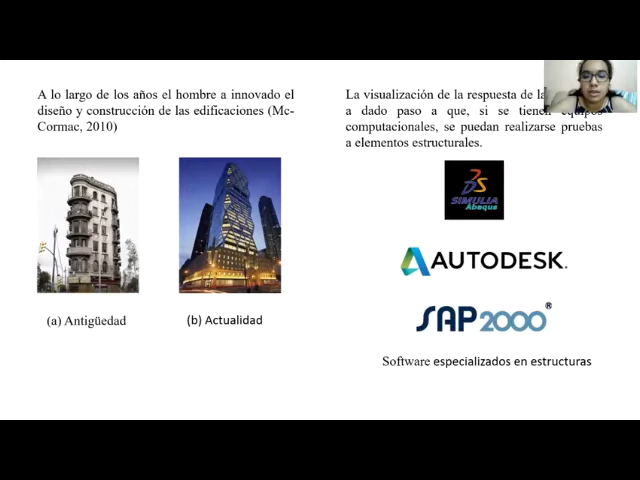 A lo largo de los años el hombre a innovado el
diseño y construcción de las edificaciones (Mc-
Cormac, 2010)
(a) Antigüedad
(b) Actualidad
La visualización de la respuesta de la
a dado paso a que, si se tienen equipos
computacionales, se puedan realizarse pruebas
a elementos estructurales.
SIMULIA
Abaqus
AUTODESK.
SAP2000®
Software especializados en estructuras